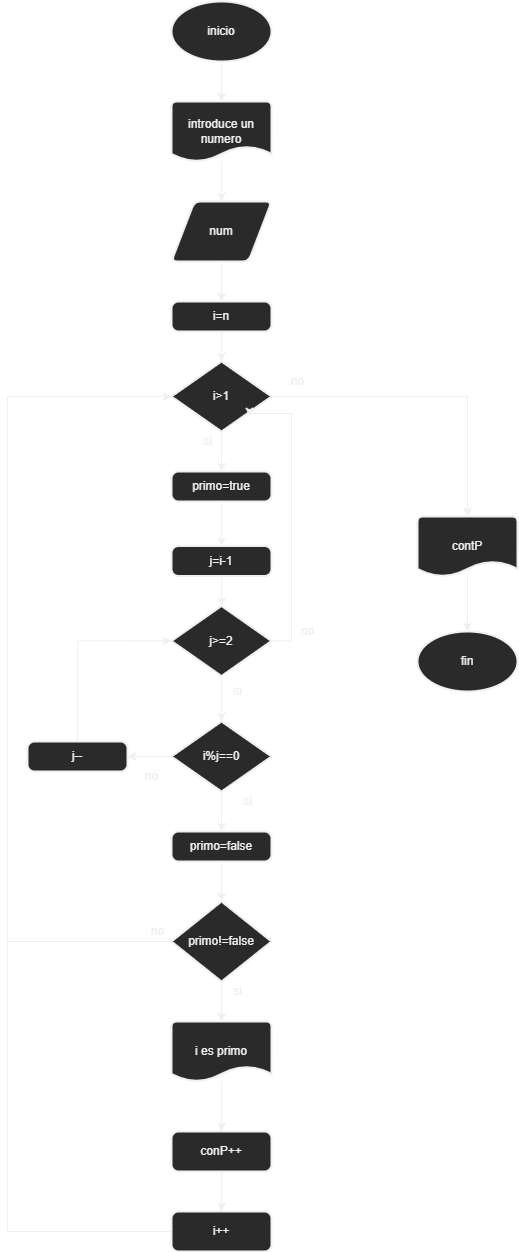 inicio
introduce un
numero
num
i=n
i>1
no
si
primo=true
j=i-1
contP
j>=2
no
fin
si
j--
i%j==0
no
si
primo=false
no
primo!=false
si
i es primo
conP++
i++